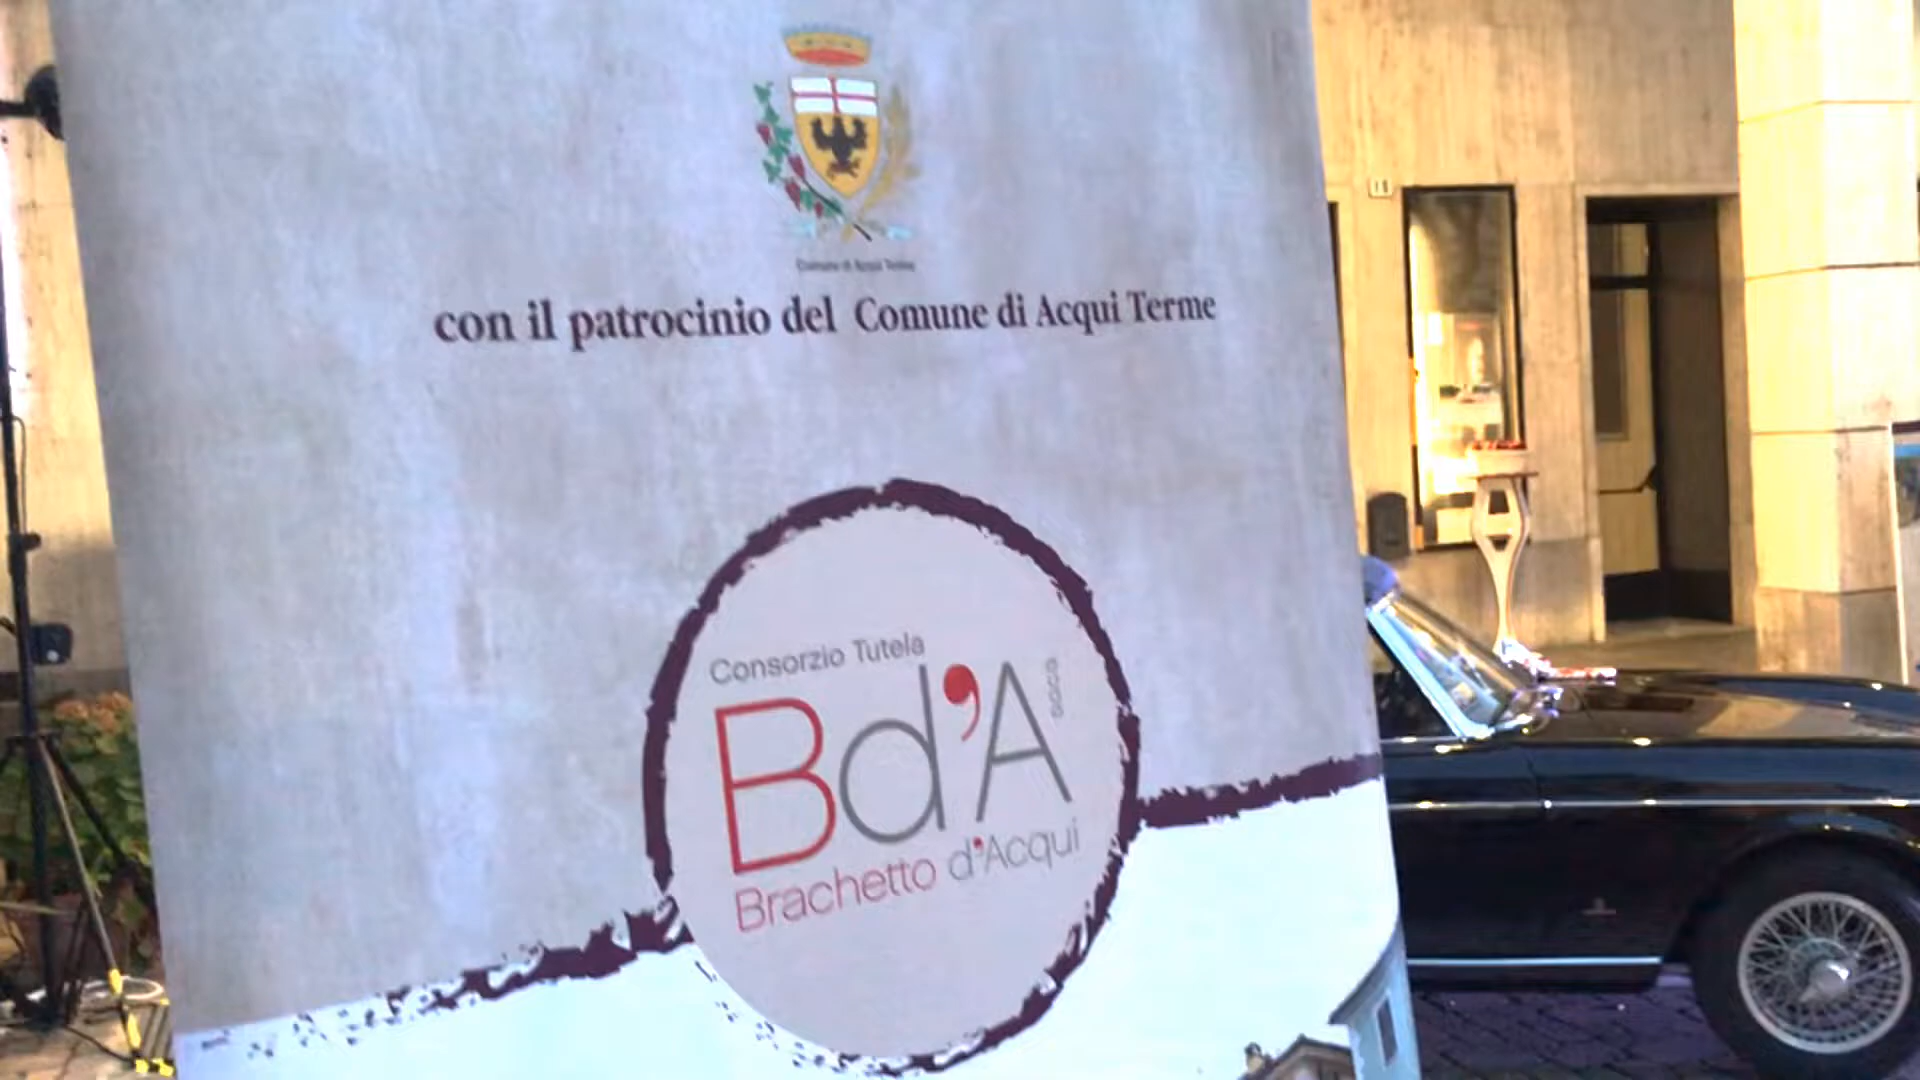 Comune di Acqui Terme
con il patrocinio del Comune di Acqui Terme
Consorzio Tutela
Bd'A
docg
Brachetto d'Acqui